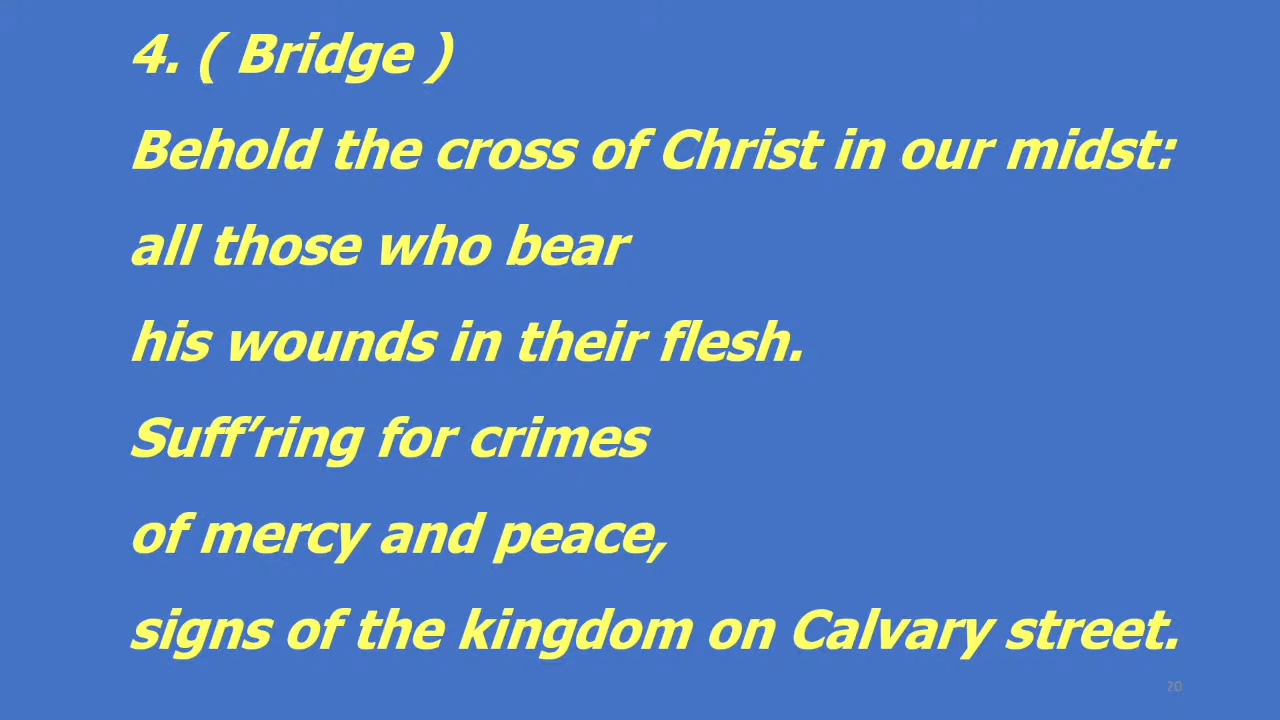 4. ( Bridge )
Behold the cross of Christ in our midst:
all those who bear
his wounds in their flesh.
Suff’ring for crimes
of mercy and peace,
signs of the kingdom on Calvary street.
20